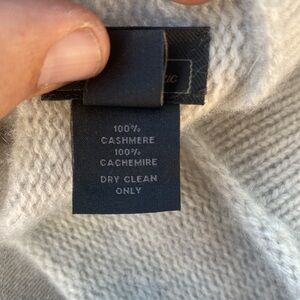 100%
CASHMERE
100%
CACHEMIRE
DRY CLEAN
ONLY